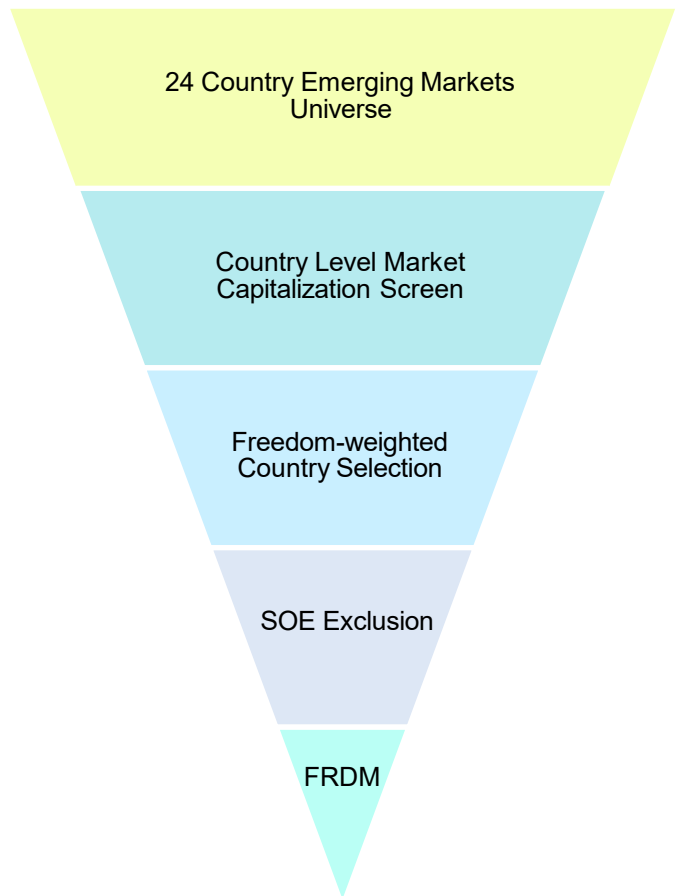 24 Country Emerging Markets
Universe
Country Level Market
Capitalization Screen
Freedom-weighted
Country Selection
SOE Exclusion
FRDM